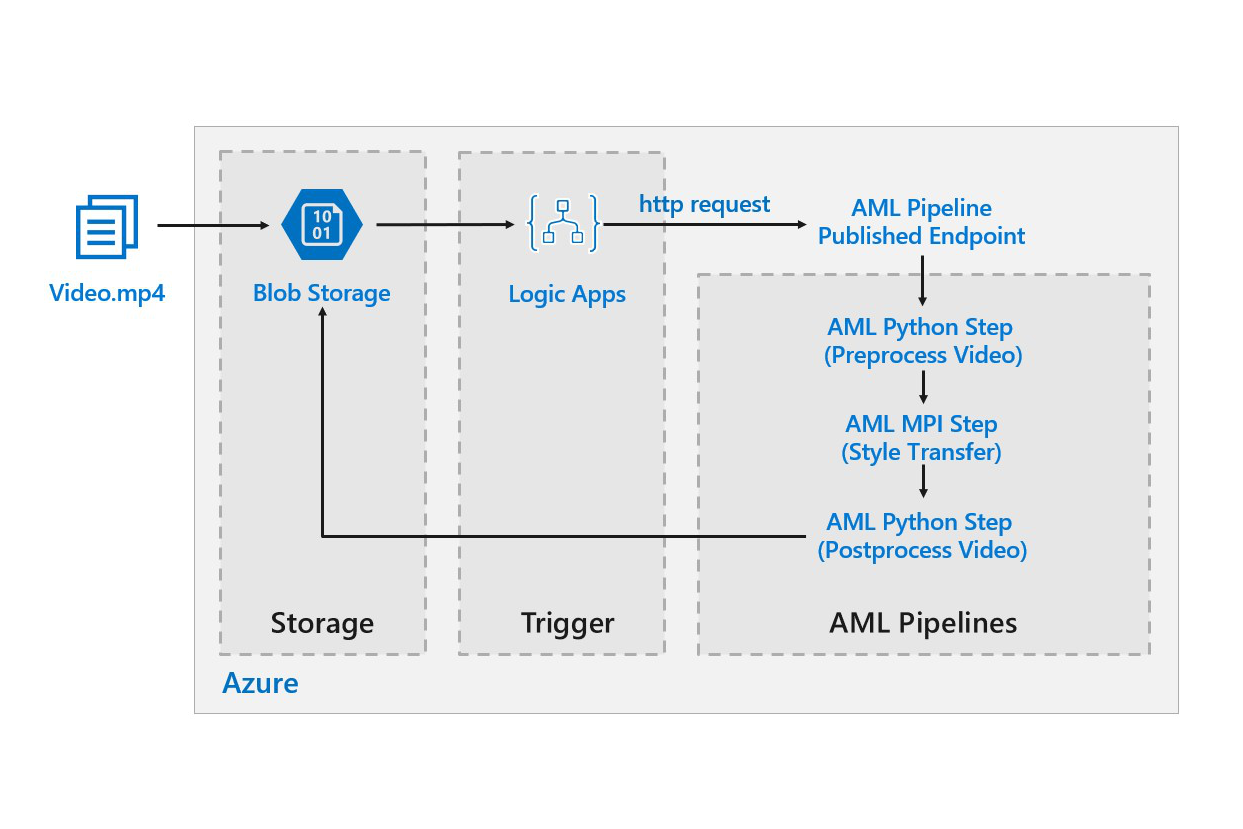 10
01
http request
AML Pipeline
Published Endpoint
Video.mp4
Blob Storage
Logic Apps
AML Python Step
(Preprocess Video)
AML MPI Step
(Style Transfer)
AML Python Step
(Postprocess Video)
Storage
Trigger
AML Pipelines
Azure